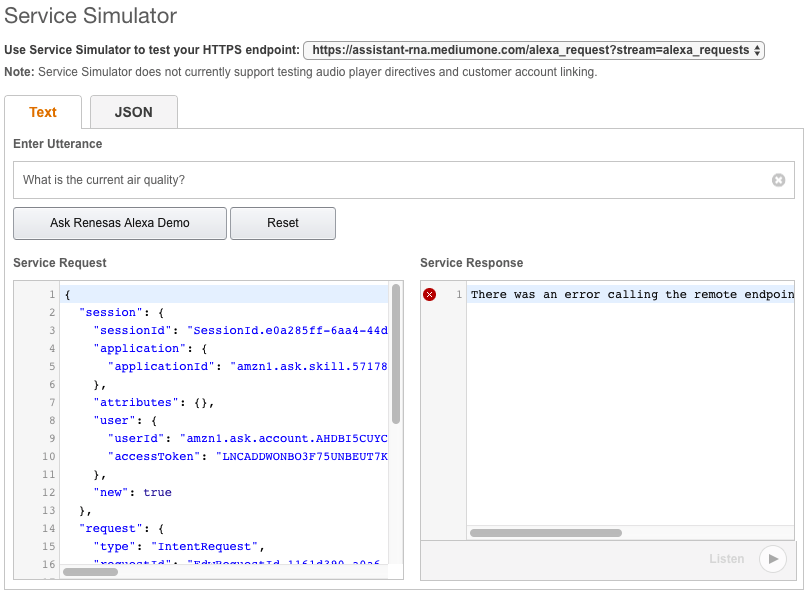 Service Simulator
Use Service Simulator to test your HTTPS endpoint: https://assistant-rna.mediumone.com/alexa_request?stream=alexa_requests
Note: Service Simulator does not currently support testing audio player directives and customer account linking.
Text JSON
Enter Utterance
What is the current air quality?
Ask Renesas Alexa Demo Reset
Service Request
1 {
2 "session": {
3 "sessionId": "SessionId.e0a285ff-6aa4-44d
4 "application": {
5 "applicationId": "amzn1.ask.skill.57178
6 },
7 "attributes": {},
8 "user": {
9 "userId": "amzn1.ask.account.AHDBI5CUYC
10 "accessToken": "LNCADDWONBO3F75UNBEUT7K
11 },
12 "new": true
13 },
14 "request": {
15 "type": "IntentRequest",
16 "requestId": "EdwRequestId.1161d390-a0a6
Service Response
1 There was an error calling the remote endpoin
Listen